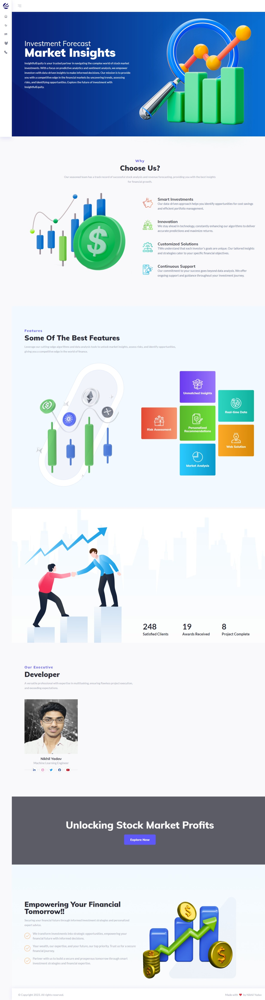 Investment Forecast
Market Insights
InsightfulEquity is your trusted partner in navigating the complex world of stock market
investments. With a focus on predictive analytics and sentiment analysis, we empower
investors with data-driven insights to make informed decisions. Our mission is to provide
you with a competitive edge in the financial markets by uncovering trends, assessing
risks, and identifying opportunities. Explore the future of investment with
InsightfulEquity.
Why
Choose Us?
Our seasoned team has a track record of successful stock analysis and revenue forecasting, providing you with the best insights
for financial growth.
Smart Investments
Our data-driven approach helps you identify opportunities for cost savings
and efficient portfolio management.
Innovation
We stay ahead in technology, constantly enhancing our algorithms to deliver
accurate predictions and maximize returns.
Customized Solutions
TWe understand that each investor's goals are unique. Our tailored insights
and strategies cater to your specific financial objectives.
Continuous Support
Our commitment to your success goes beyond data analysis. We offer
ongoing support and guidance throughout your investment journey.
Features
Some Of The Best Features
Leverage our cutting-edge algorithms and data analysis tools to unlock market insights, assess risks, and identify opportunities,
giving you a competitive edge in the world of finance.
Unmatched Insights
Real-time Data
Risk Assessment
Personalized
Recommendations
Web Solution
Market Analysis
248
Satisfied Clients
19
Awards Received
8
Project Complete
Our Executive
Developer
A versatile professional with expertise in multitasking, ensuring flawless project execution,
and exceeding expectations.
Nikhil Yadav
Machine Learning Engineer
Unlocking Stock Market Profits
Explore Now
Empowering Your Financial
Tomorrow!!
Securing your financial future through informed investment strategies and personalized
expert advice.
We transform investments into strategic opportunities, empowering your
financial future with informed decisions.
Your wealth, our expertise, and your future, our top priority. Trust us for a secure
financial journey.
Partner with us to build a secure and prosperous tomorrow through smart
investment strategies and financial expertise.
© Copyright 2023. All rights reserved.
Made with ❤ by Nikhil Yadav